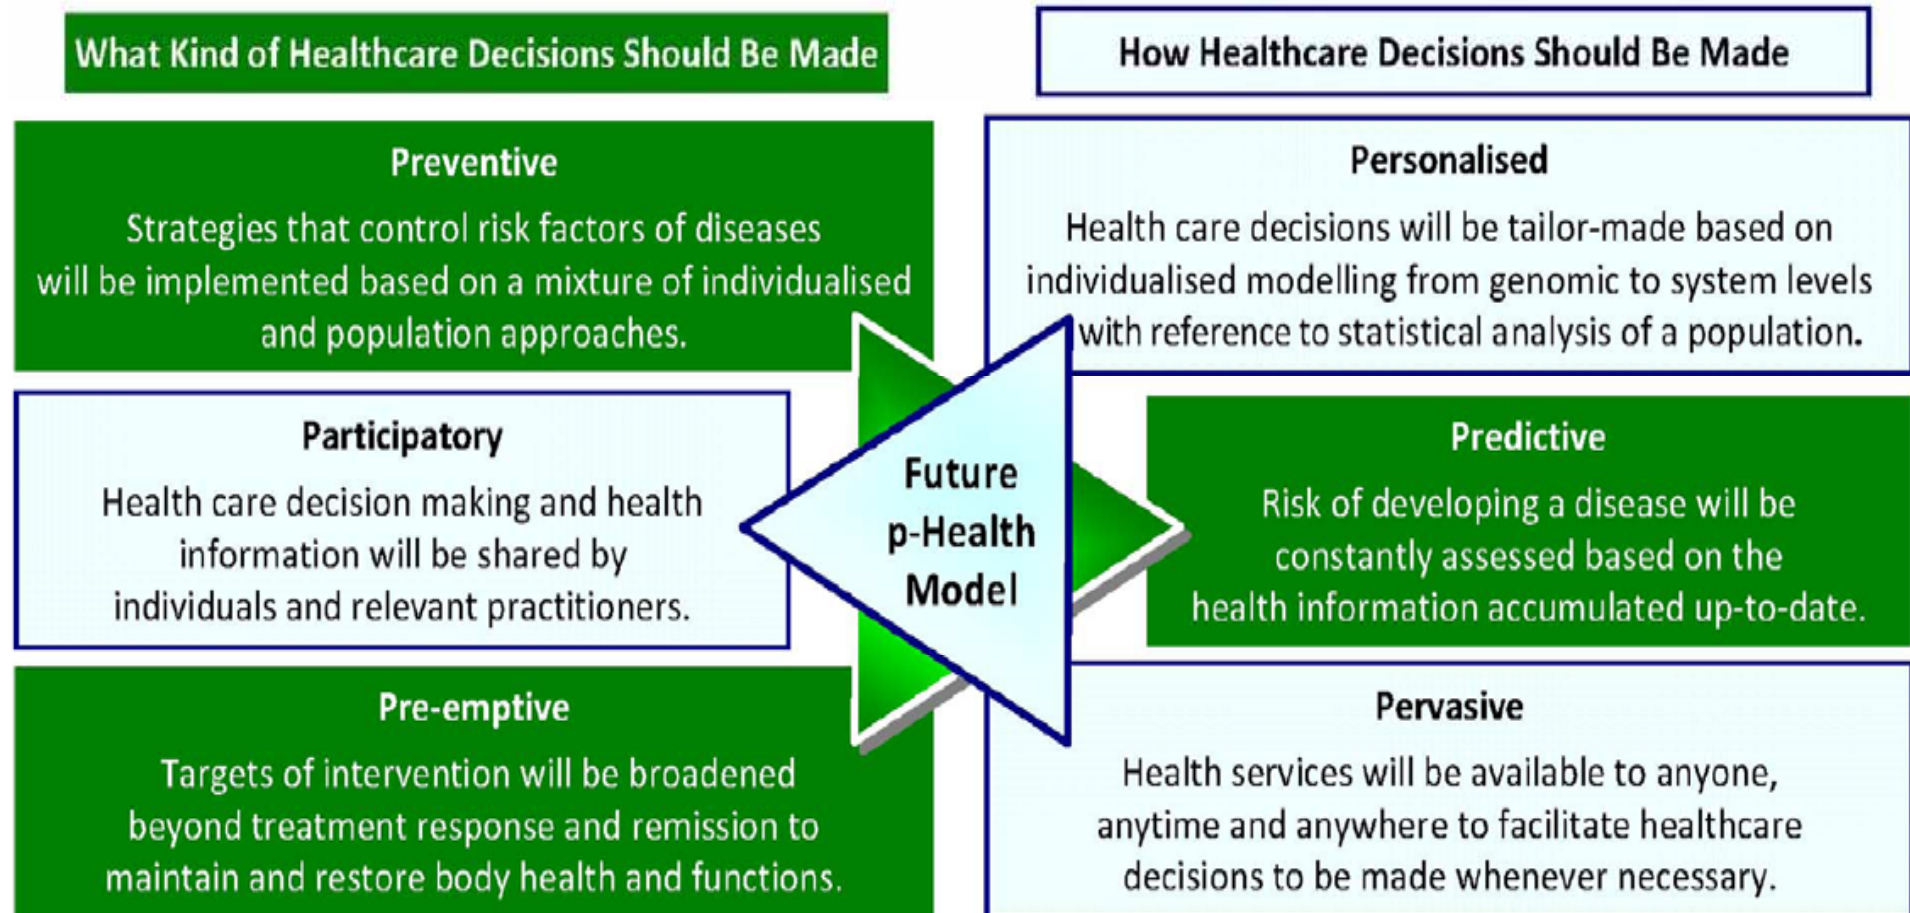 What Kind of Healthcare Decisions Should Be Made
How Healthcare Decisions Should Be Made
Preventive
Strategies that control risk factors of diseases
will be implemented based on a mixture of individualised
and population approaches.
Personalised
Health care decisions will be tailor-made based on
individualised modelling from genomic to system levels
with reference to statistical analysis of a population.
Participatory
Health care decision making and health
information will be shared by
individuals and relevant practitioners.
Future
p-Health
Model
Predictive
Risk of developing a disease will be
constantly assessed based on the
health information accumulated up-to-date.
Pre-emptive
Targets of intervention will be broadened
beyond treatment response and remission to
maintain and restore body health and functions.
Pervasive
Health services will be available to anyone,
anytime and anywhere to facilitate healthcare
decisions to be made whenever necessary.